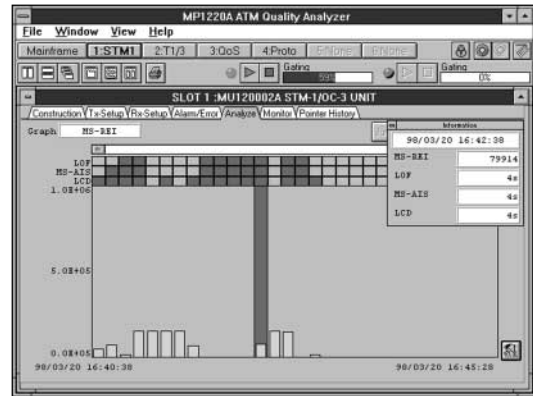 MP1220A ATM Quality Analyzer
File Window View Help
Mainframe 1:STM1 2:T1/3 3:QoS 4:Proto 5:None 6:None
Gating 59% Gating 0%
SLOT 1 :MU120002A STM-1/OC-3 UNIT
Construction Tx-Setup Rx-Setup Alarm/Error Analyze Monitor Pointer History
Graph MS-REI
Information
98/03/20 16:42:38
MS-REI 79914
LOF 4s
MS-AIS 4s
LCD 4s
LOF
MS-AIS
LCD
1.0E+06
5.0E+05
0.0E+05
98/03/20 16:40:38 98/03/20 16:45:28